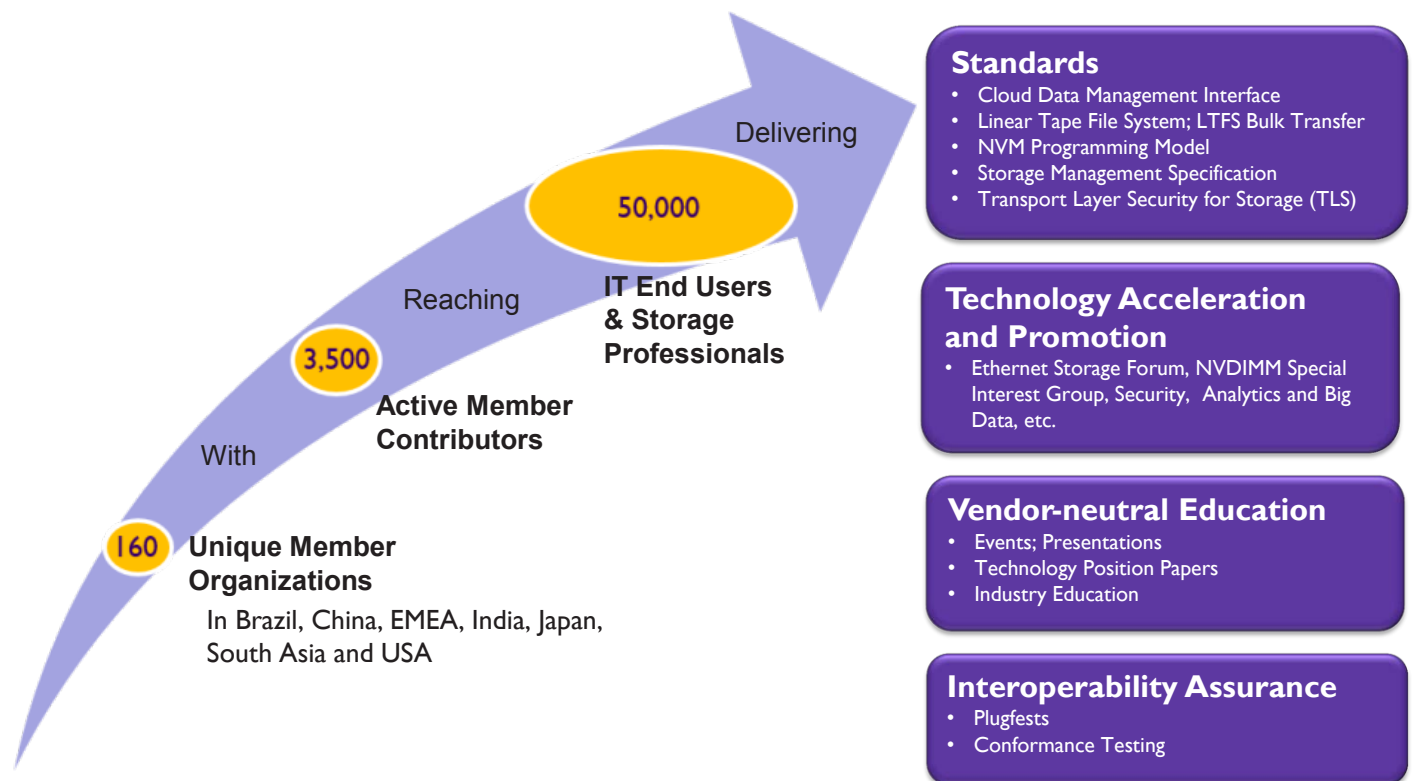 160
Unique Member
Organizations
In Brazil, China, EMEA, India, Japan,
South Asia and USA
With
3,500
Active Member
Contributors
Reaching
50,000
IT End Users
& Storage
Professionals
Delivering
Standards
• Cloud Data Management Interface
• Linear Tape File System; LTFS Bulk Transfer
• NVM Programming Model
• Storage Management Specification
• Transport Layer Security for Storage (TLS)
Technology Acceleration
and Promotion
• Ethernet Storage Forum, NVDIMM Special
Interest Group, Security, Analytics and Big
Data, etc.
Vendor-neutral Education
• Events; Presentations
• Technology Position Papers
• Industry Education
Interoperability Assurance
• Plugfests
• Conformance Testing